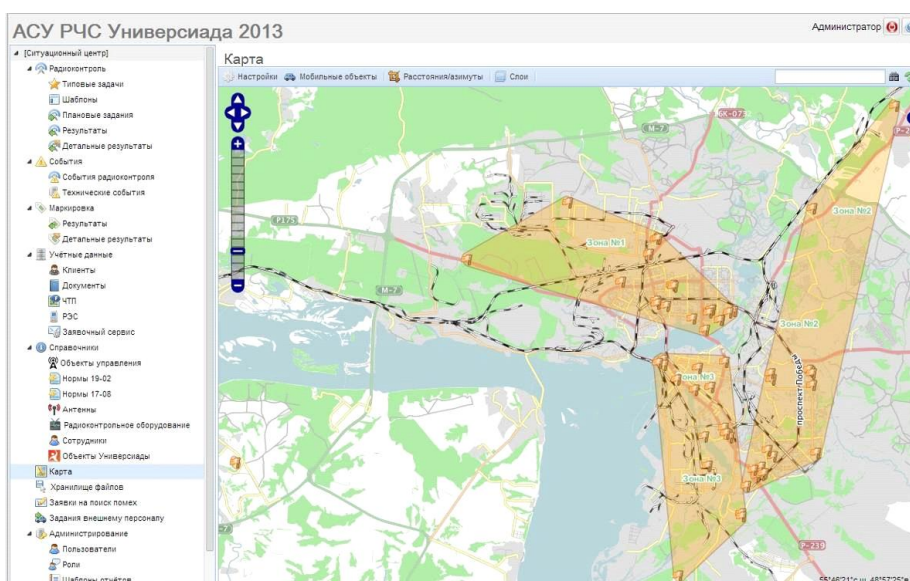 АСУ РЧС Универсиада 2013
Администратор
[Ситуационный центр]
Радиоконтроль
Типовые задачи
Шаблоны
Плановые задания
Результаты
Детальные результаты
События
События радиоконтроля
Технические события
Маркировка
Результаты
Детальные результаты
Учётные данные
Клиенты
Документы
ЧТП
РЭС
Заявочный сервис
Справочники
Объекты управления
Нормы 19-02
Нормы 17-08
Антенны
Радиоконтрольное оборудование
Сотрудники
Объекты Универсиады
Карта
Хранилище файлов
Заявки на поиск помех
Задания внешнему персоналу
Администрирование
Пользователи
Роли
Шаблоны отчётов
Карта
Настройки Мобильные объекты Расстояния/азимуты Слои
М-7
Р175
М-7
Зона №1
Зона №2
Зона №2
Зона №3
Зона №3
проспект Победы
Р-239